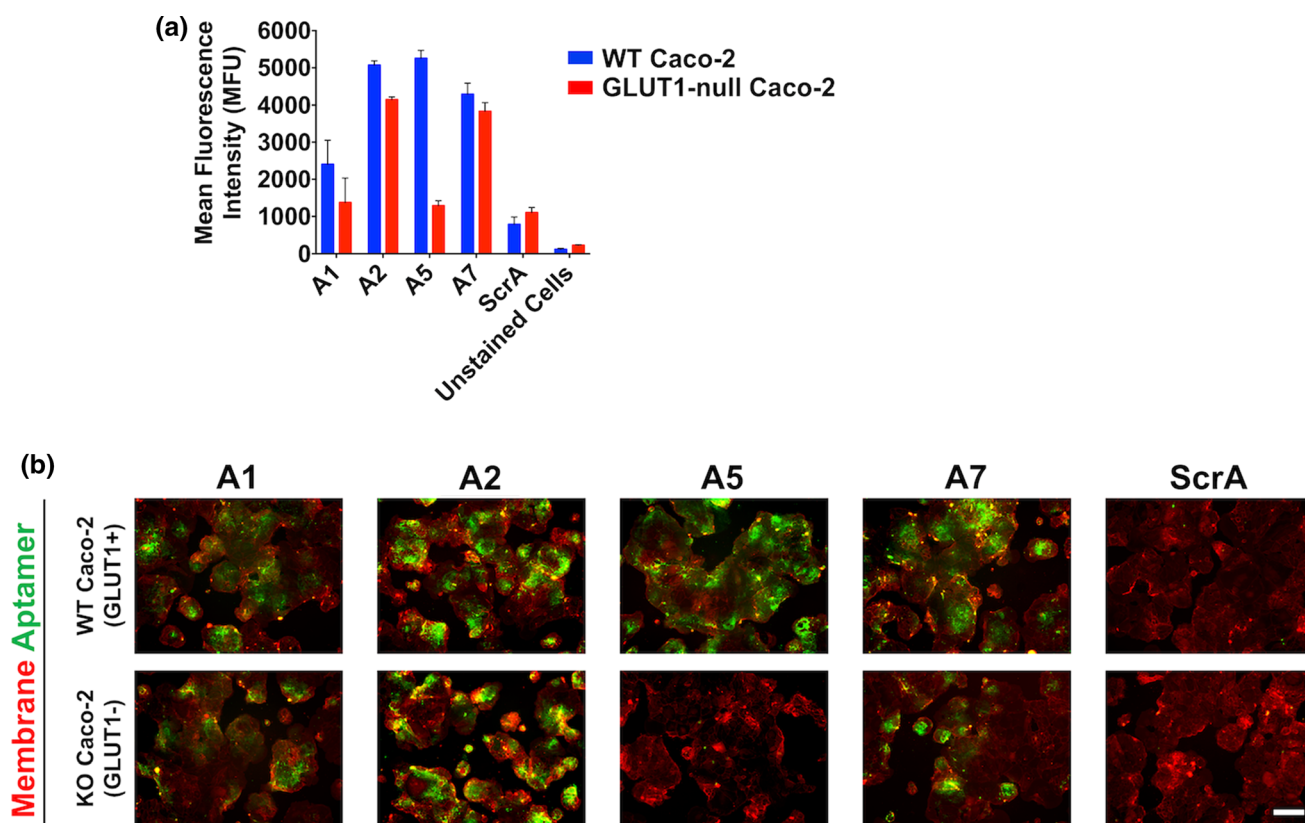 (a)
Mean Fluorescence
Intensity (MFU)
6000
5000
4000
3000
2000
1000
0
A1
A2
A5
A7
ScrA
Unstained Cells
WT Caco-2
GLUT1-null Caco-2
(b)
A1
A2
A5
A7
ScrA
Membrane Aptamer
WT Caco-2
(GLUT1+)
KO Caco-2
(GLUT1-)